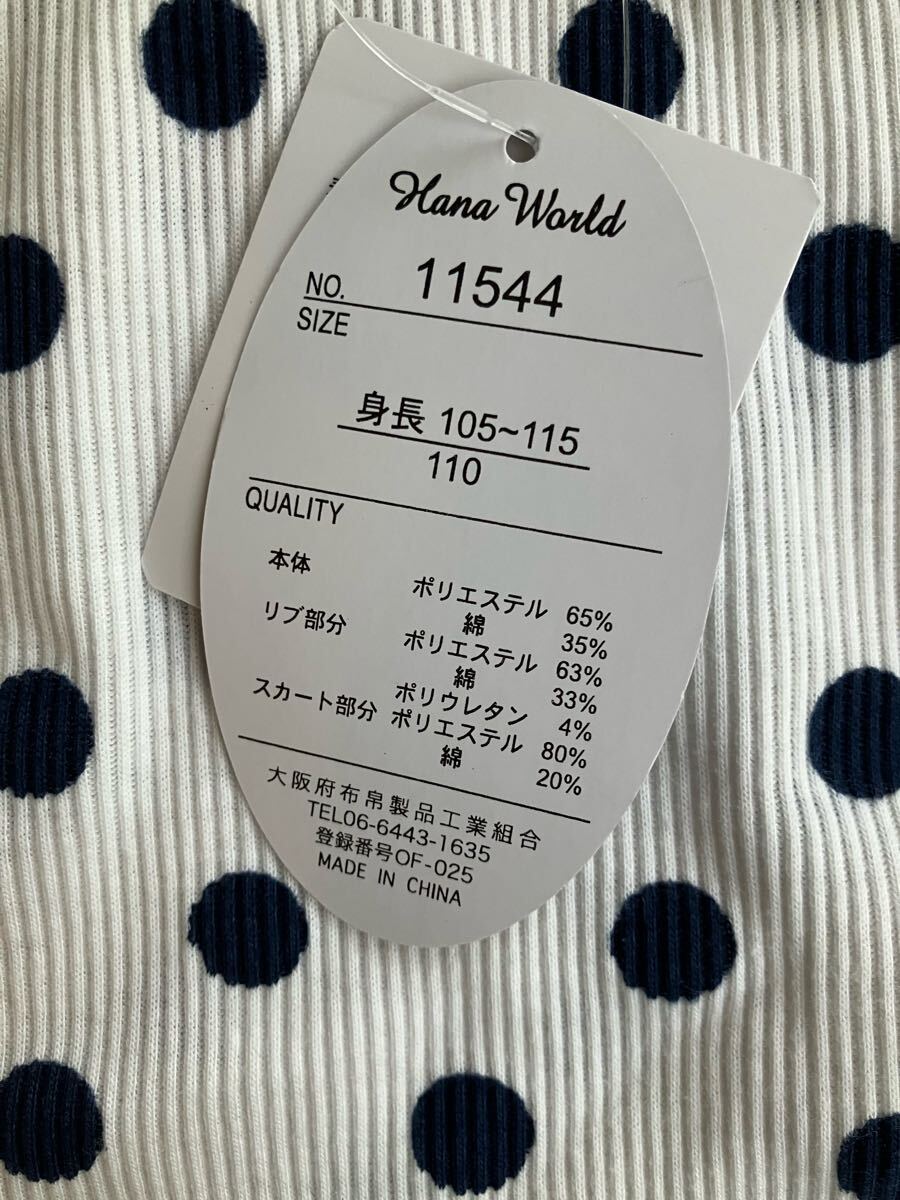 Hana World
NO. 11544
SIZE
身長 105~115
110
QUALITY
本体 ポリエステル 65%
綿 35%
リブ部分 ポリエステル 63%
綿 33%
ポリウレタン 4%
スカート部分 ポリエステル 80%
綿 20%
大阪府布帛製品工業組合
TEL06-6443-1635
登録番号OF-025
MADE IN CHINA